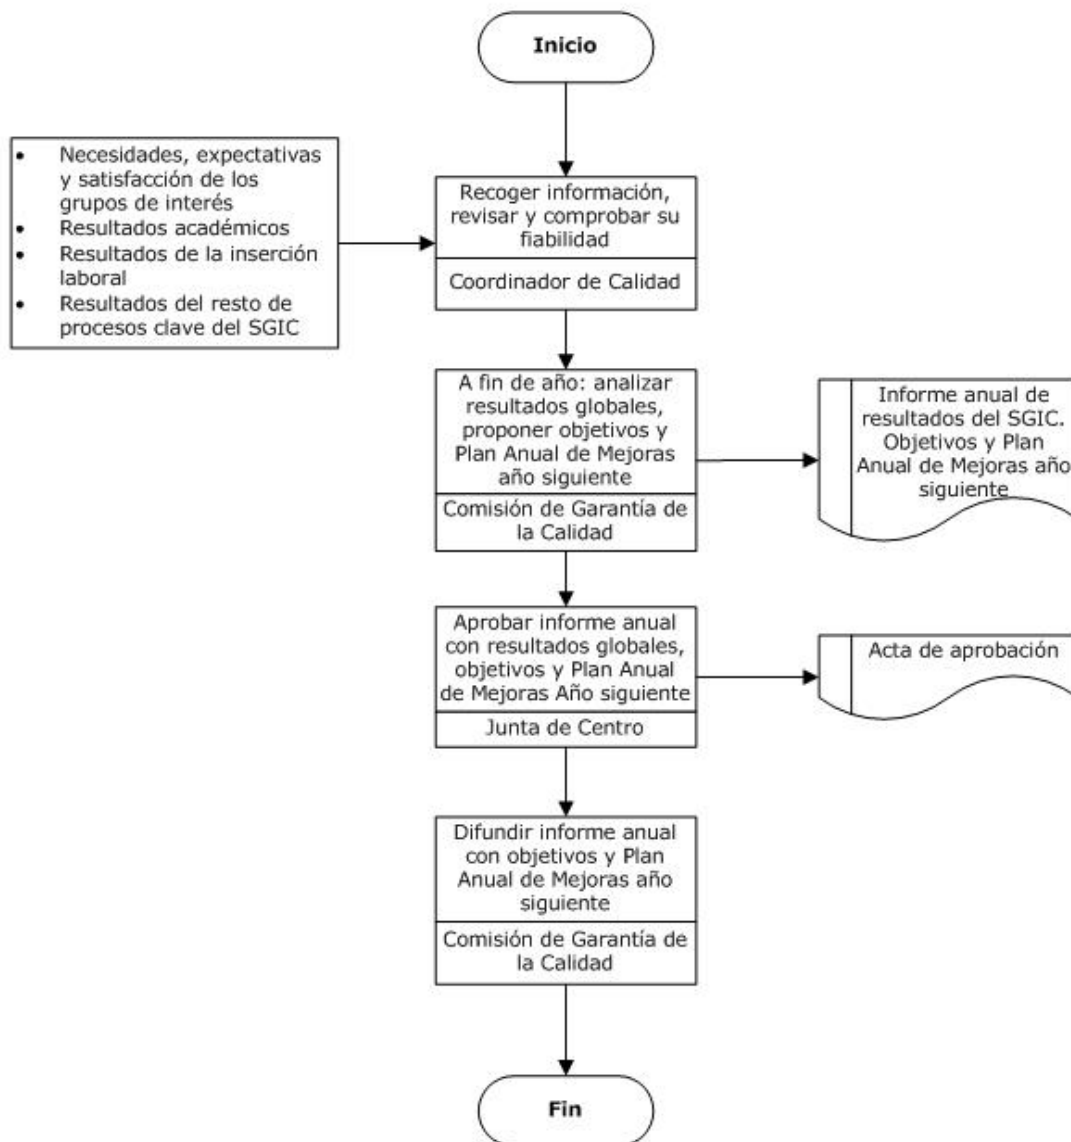 Inicio
• Necesidades, expectativas
y satisfacción de los
grupos de interés
• Resultados académicos
• Resultados de la inserción
laboral
• Resultados del resto de
procesos clave del SGIC
Recoger información,
revisar y comprobar su
fiabilidad
Coordinador de Calidad
A fin de año: analizar
resultados globales,
proponer objetivos y
Plan Anual de Mejoras
año siguiente
Comisión de Garantía de
la Calidad
Informe anual de
resultados del SGIC.
Objetivos y Plan
Anual de Mejoras año
siguiente
Aprobar informe anual
con resultados globales,
objetivos y Plan Anual
de Mejoras Año siguiente
Junta de Centro
Acta de aprobación
Difundir informe anual
con objetivos y Plan
Anual de Mejoras año
siguiente
Comisión de Garantía de
la Calidad
Fin